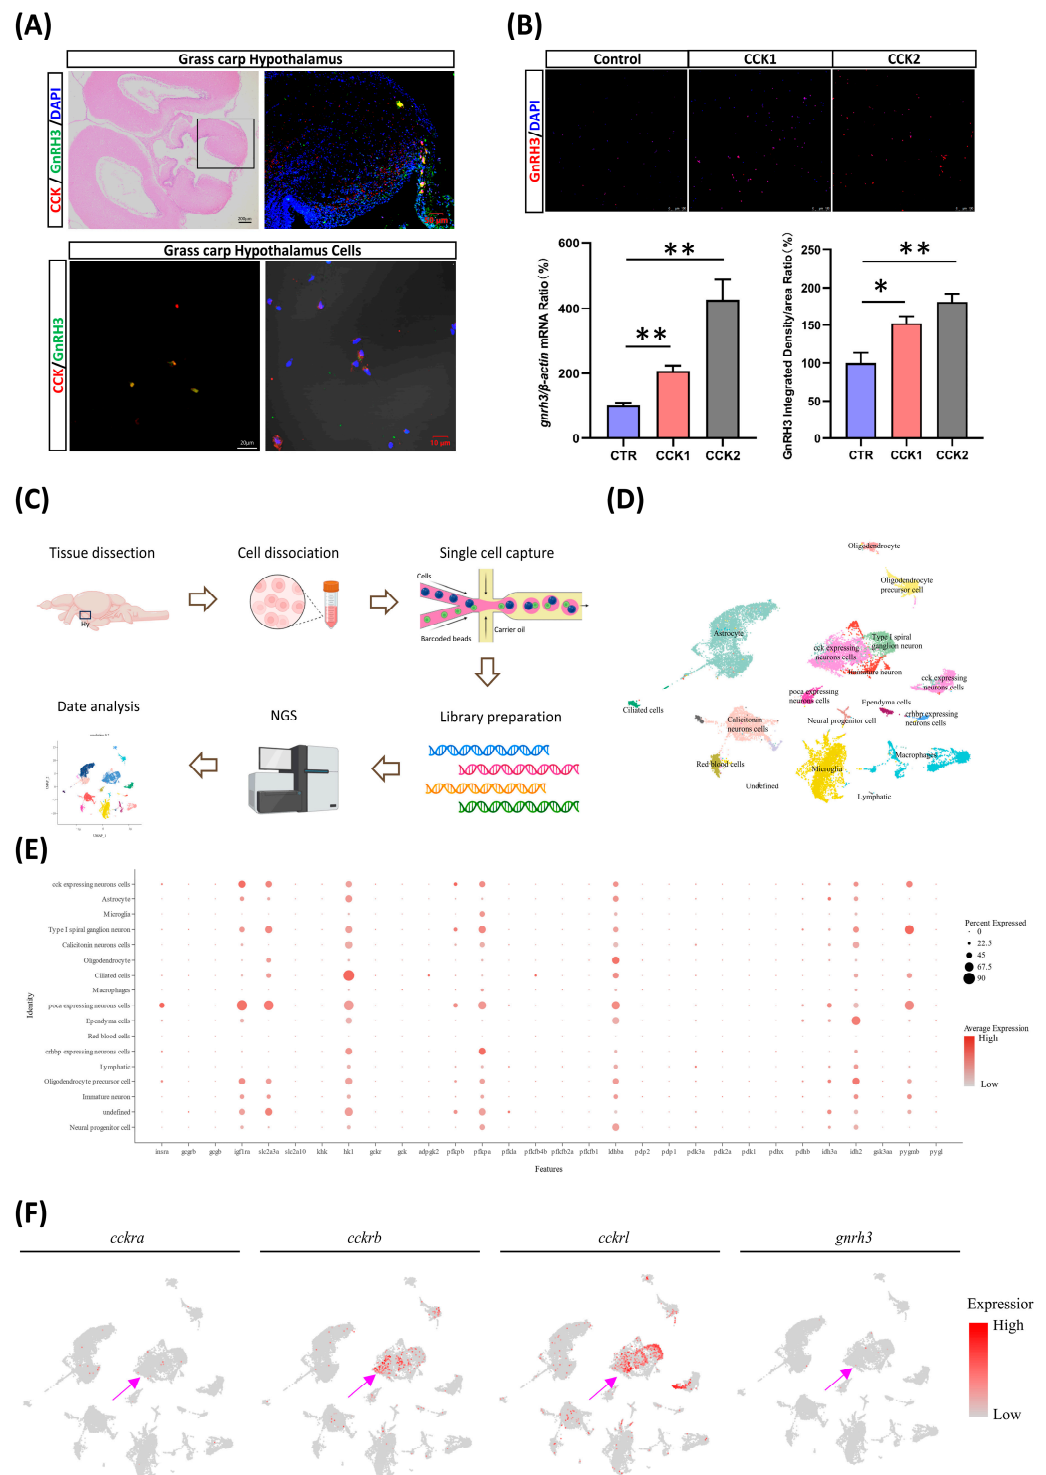 (A)
Grass carp Hypothalamus
CCK/ GnRH3 /DAPI
200μm
Grass carp Hypothalamus Cells
CCK/GnRH3
20μm
10 μm
(B)
Control CCK1 CCK2
GnRH3/DAPI
gnrh3/β-actin mRNA Ratio (%)
600
400
200
0
**
**
CTR CCK1 CCK2
GnRH3 Integrated Density/area Ratio (%)
250
200
150
100
50
0
*
**
CTR CCK1 CCK2
(C)
Tissue dissection
Hy
Cell dissociation
Single cell capture
Cells
Barcoded beads
Carrier oil
Date analysis
NGS
Library preparation
(D)
Oligodendrocyte
Oligodendrocyte
precursor cell
Astrocyte
Type I spiral
ganglion neuron
cck expressing
neurons cells
Immature neuron
cck expressing
neurons cells
poca expressing
neurons cells
Ependyma cells
Ciliated cells
Neural progenitor cell
crhbp expressing
neurons cells
Calicitonin
neurons cells
Macrophages
Red blood cells
Microglia
Undefined
Lymphatic
(E)
Identity
cck expressing neurons cells
Astrocyte
Microglia
Type I spiral ganglion neuron
Calicitonin neurons cells
Oligodendrocyte
Ciliated cells
Macrophages
poca expressing neurons cells
Ependyma cells
Red blood cells
crhbp expressing neurons cells
Lymphatic
Oligodendrocyte precursor cell
Immature neuron
undefined
Neural progenitor cell
insra gcgrb gcgb igf1ra slc2a3a slc2a10 khk hk1 gckr gck adpgk2 pfkpb pfkpa pfkla pfkfb4b pfkfb2a pfkfb1 ldhba pdp2 pdp1 pdk3a pdk2a pdk1 pdhx pdhb idh3a idh2 gsk3aa pygmb pygl
Features
Percent Expressed
0
22.5
45
67.5
90
Average Expression
High
Low
(F)
cckra cckrb cckrl gnrh3
Expression
High
Low